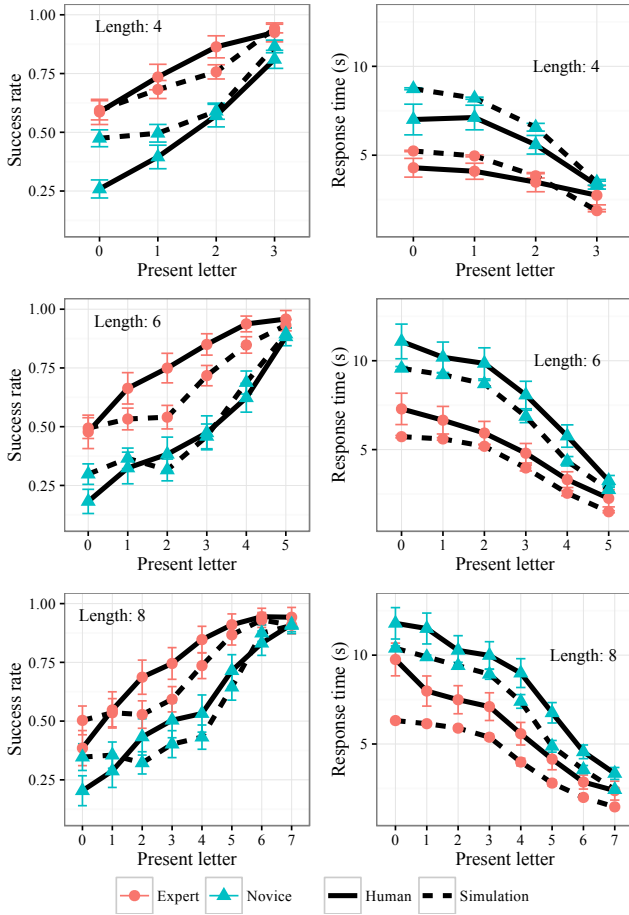 Length: 4
Success rate
1.00
0.75
0.50
0.25
0 1 2 3
Present letter
Length: 4
Response time (s)
10
5
0 1 2 3
Present letter
Length: 6
Success rate
1.00
0.75
0.50
0.25
0 1 2 3 4 5
Present letter
Length: 6
Response time (s)
10
5
0 1 2 3 4 5
Present letter
Length: 8
Success rate
1.00
0.75
0.50
0.25
0 1 2 3 4 5 6 7
Present letter
Length: 8
Response time (s)
10
5
0 1 2 3 4 5 6 7
Present letter
Expert Novice Human Simulation